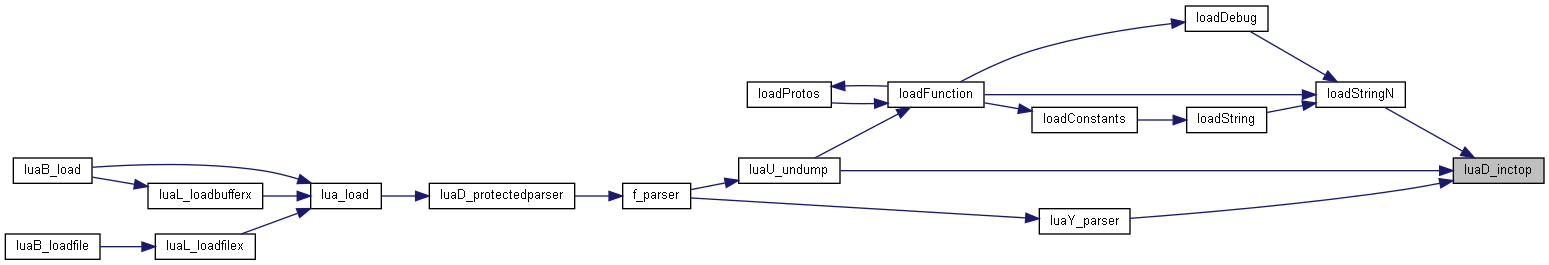 loadDebug
loadProtos
loadFunction
loadStringN
loadConstants
loadString
luaB_load
luaU_undump
luaD_inctop
luaL_loadbufferx
lua_load
luaD_protectedparser
f_parser
luaY_parser
luaB_loadfile
luaL_loadfilex